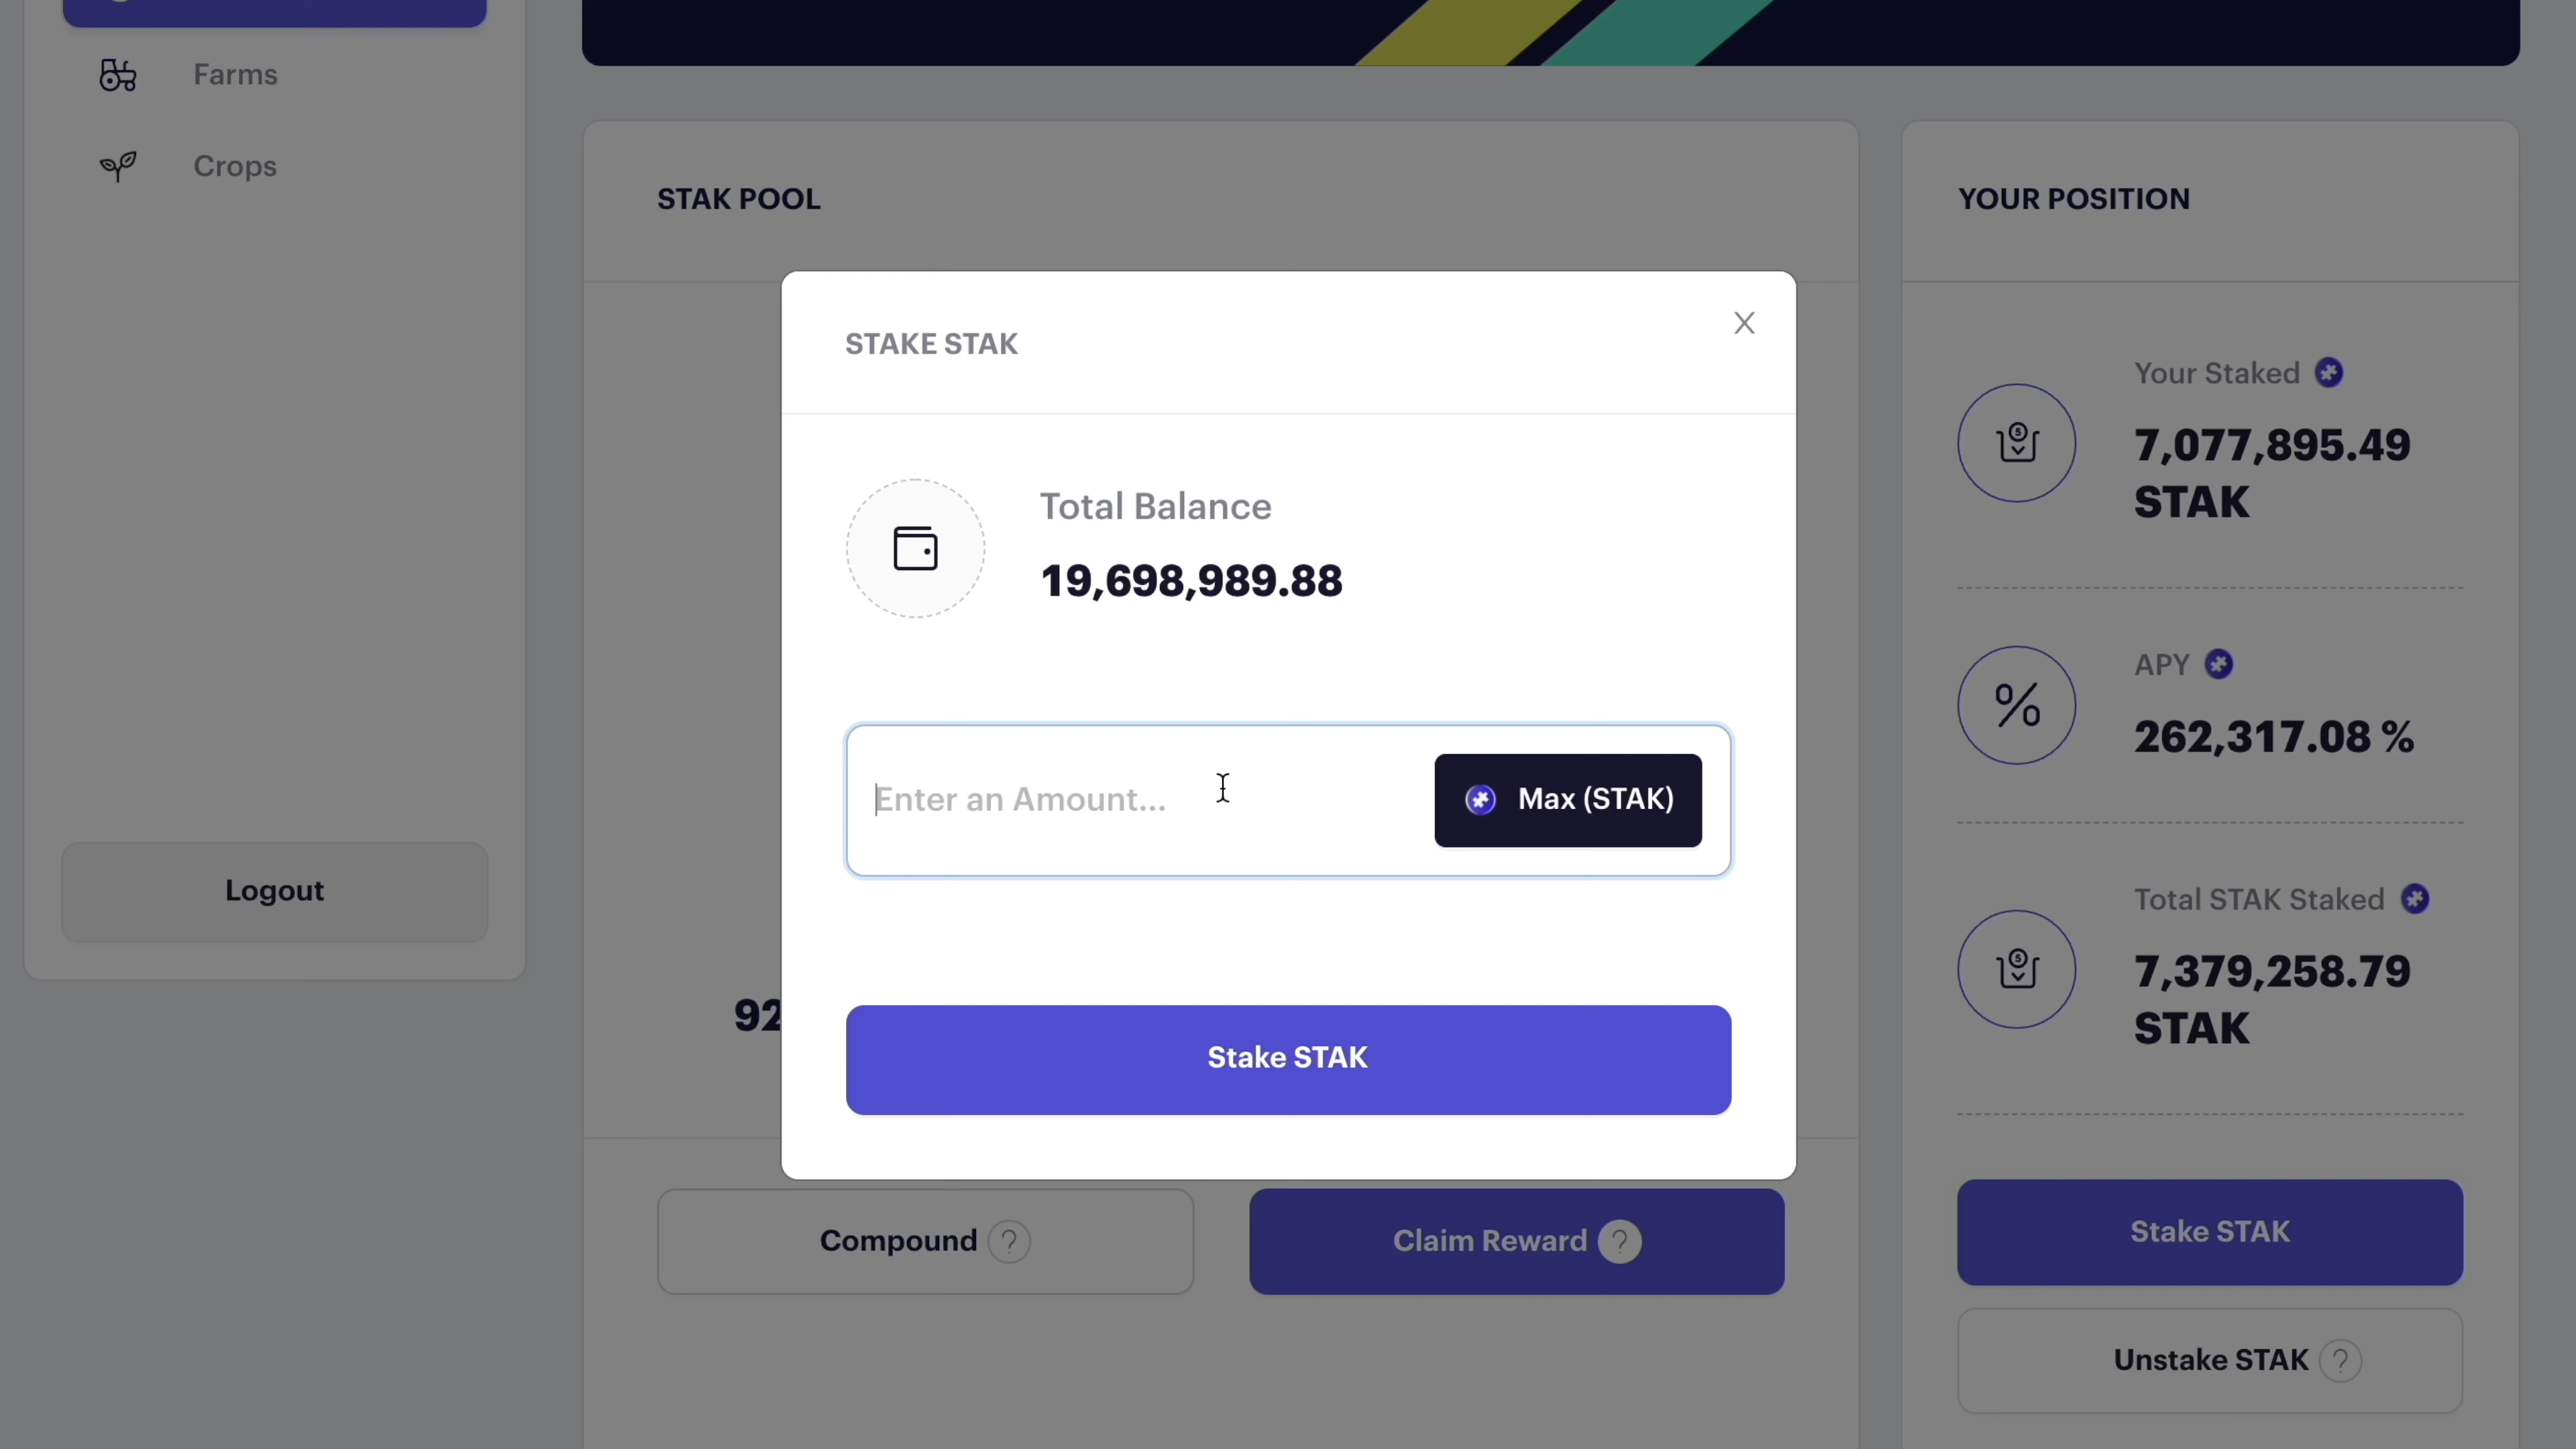 Farms
Crops
Logout
STAK POOL
92
Compound ?
Claim Reward ?
STAKE STAK
X
Total Balance
19,698,989.88
Enter an Amount...
Max (STAK)
Stake STAK
YOUR POSITION
Your Staked
7,077,895.49
STAK
APY
262,317.08 %
Total STAK Staked
7,379,258.79
STAK
Stake STAK
Unstake STAK ?